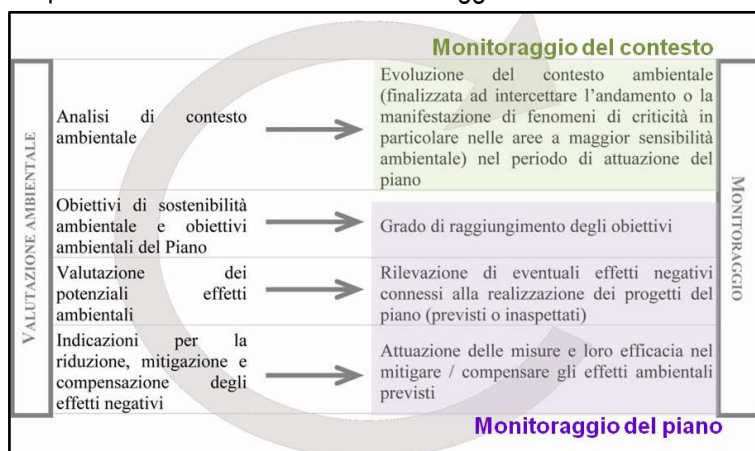 Monitoraggio del contesto
VALUTAZIONE AMBIENTALE
Analisi di contesto
ambientale
Evoluzione del contesto ambientale
(finalizzata ad intercettare l'andamento o la
manifestazione di fenomeni di criticità in
particolare nelle aree a maggior sensibilità
ambientale) nel periodo di attuazione del
piano
Obiettivi di sostenibilità
ambientale e obiettivi
ambientali del Piano
Grado di raggiungimento degli obiettivi
Valutazione dei
potenziali effetti
ambientali
Rilevazione di eventuali effetti negativi
connessi alla realizzazione dei progetti del
piano (previsti o inaspettati)
Indicazioni per la
riduzione, mitigazione e
compensazione degli
effetti negativi
Attuazione delle misure e loro efficacia nel
mitigare / compensare gli effetti ambientali
previsti
MONITORAGGIO
Monitoraggio del piano